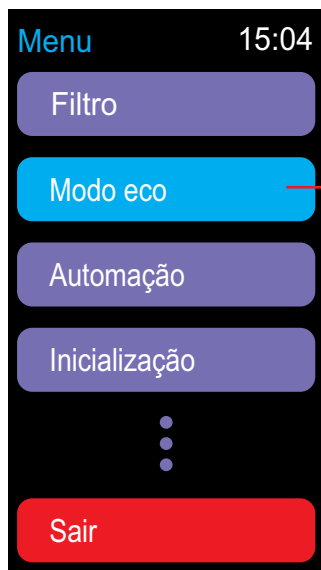 Menu 15:04
Filtro
Modo eco
Automação
Inicialização
Sair